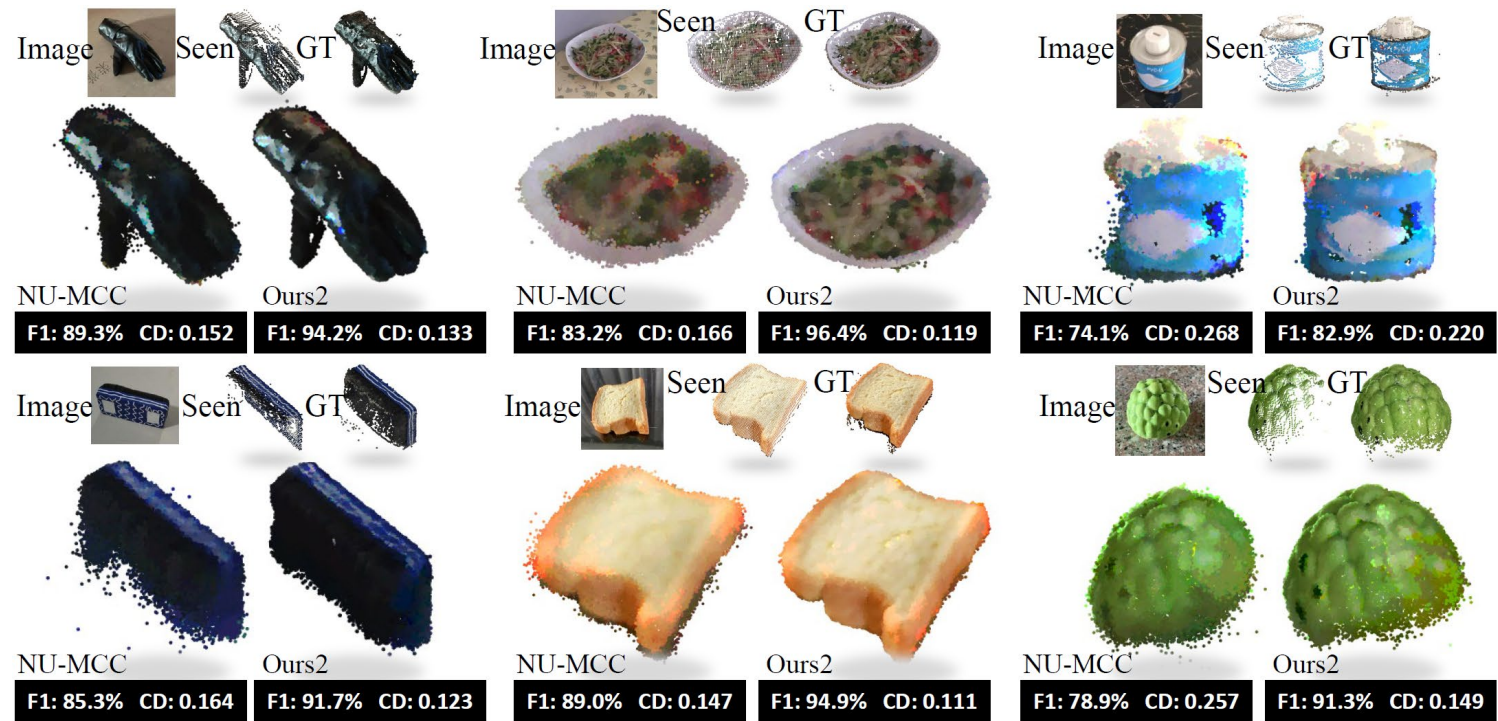 Image Seen GT
NU-MCC Ours2
F1: 89.3% CD: 0.152 F1: 94.2% CD: 0.133
Image Seen GT
F1: 83.2% CD: 0.166 F1: 96.4% CD: 0.119
Image Seen GT
NU-MCC Ours2
F1: 74.1% CD: 0.268 F1: 82.9% CD: 0.220
Image Seen GT
NU-MCC Ours2
F1: 85.3% CD: 0.164 F1: 91.7% CD: 0.123
Image Seen GT
NU-MCC Ours2
F1: 89.0% CD: 0.147 F1: 94.9% CD: 0.111
Image Seen GT
NU-MCC Ours2
F1: 78.9% CD: 0.257 F1: 91.3% CD: 0.149